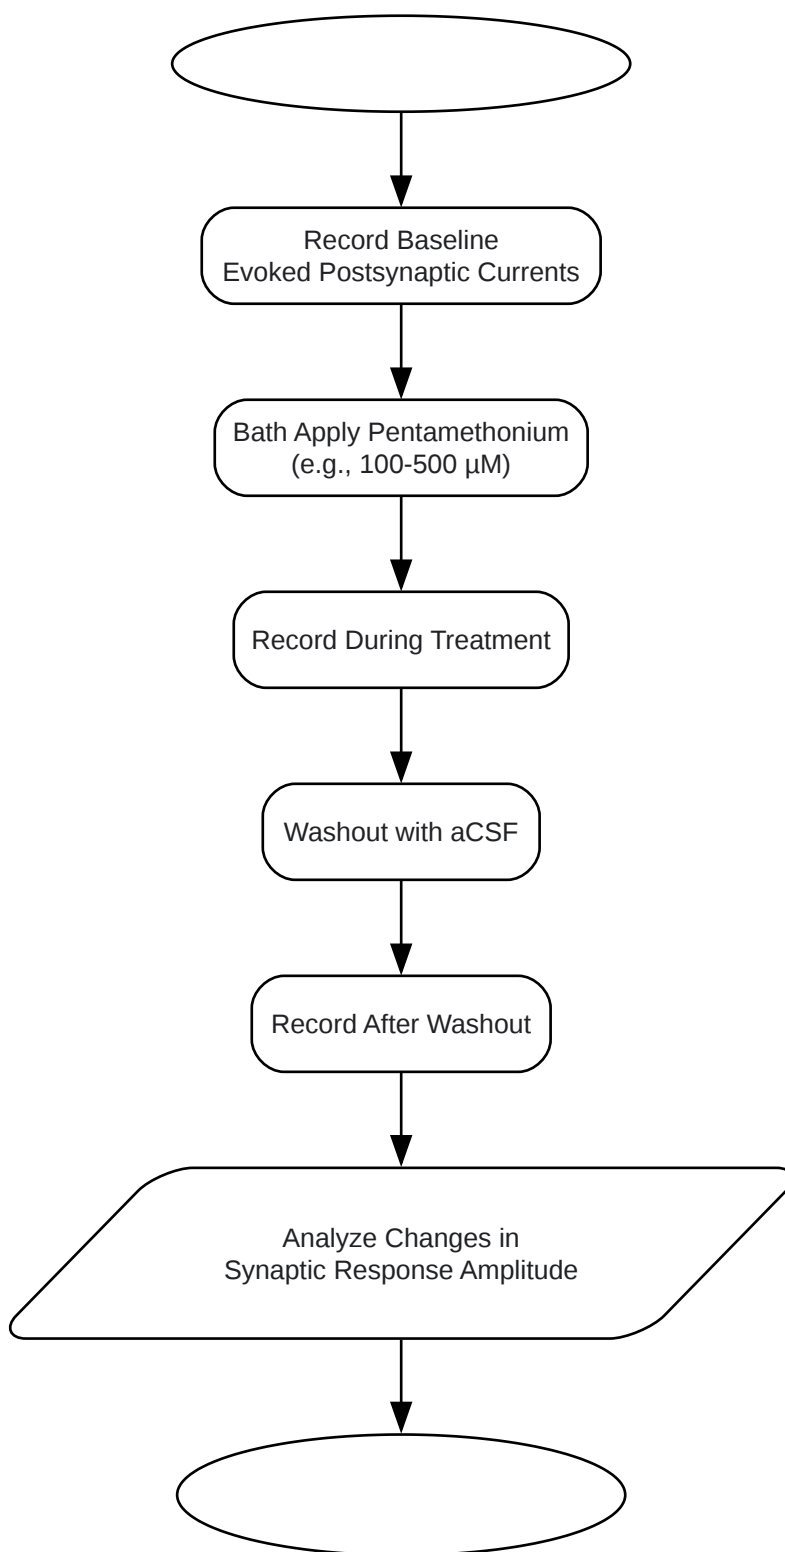 Record Baseline
Evoked Postsynaptic Currents
Bath Apply Pentamethonium
(e.g., 100-500 µM)
Record During Treatment
Washout with aCSF
Record After Washout
Analyze Changes in
Synaptic Response Amplitude